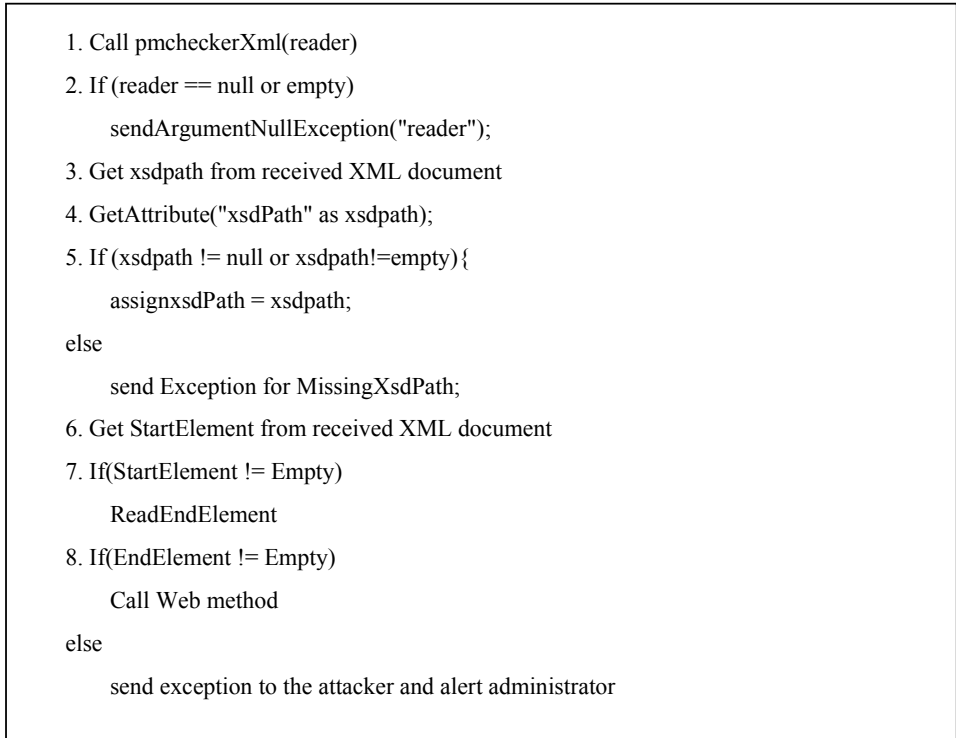 1. Call pmcheckerXml(reader)
2. If (reader == null or empty)
sendArgumentNullException("reader");
3. Get xsdpath from received XML document
4. GetAttribute("xsdPath" as xsdpath);
5. If (xsdpath != null or xsdpath!=empty){
assignxsdPath = xsdpath;
else
send Exception for MissingXsdPath;
6. Get StartElement from received XML document
7. If(StartElement != Empty)
ReadEndElement
8. If(EndElement != Empty)
Call Web method
else
send exception to the attacker and alert administrator